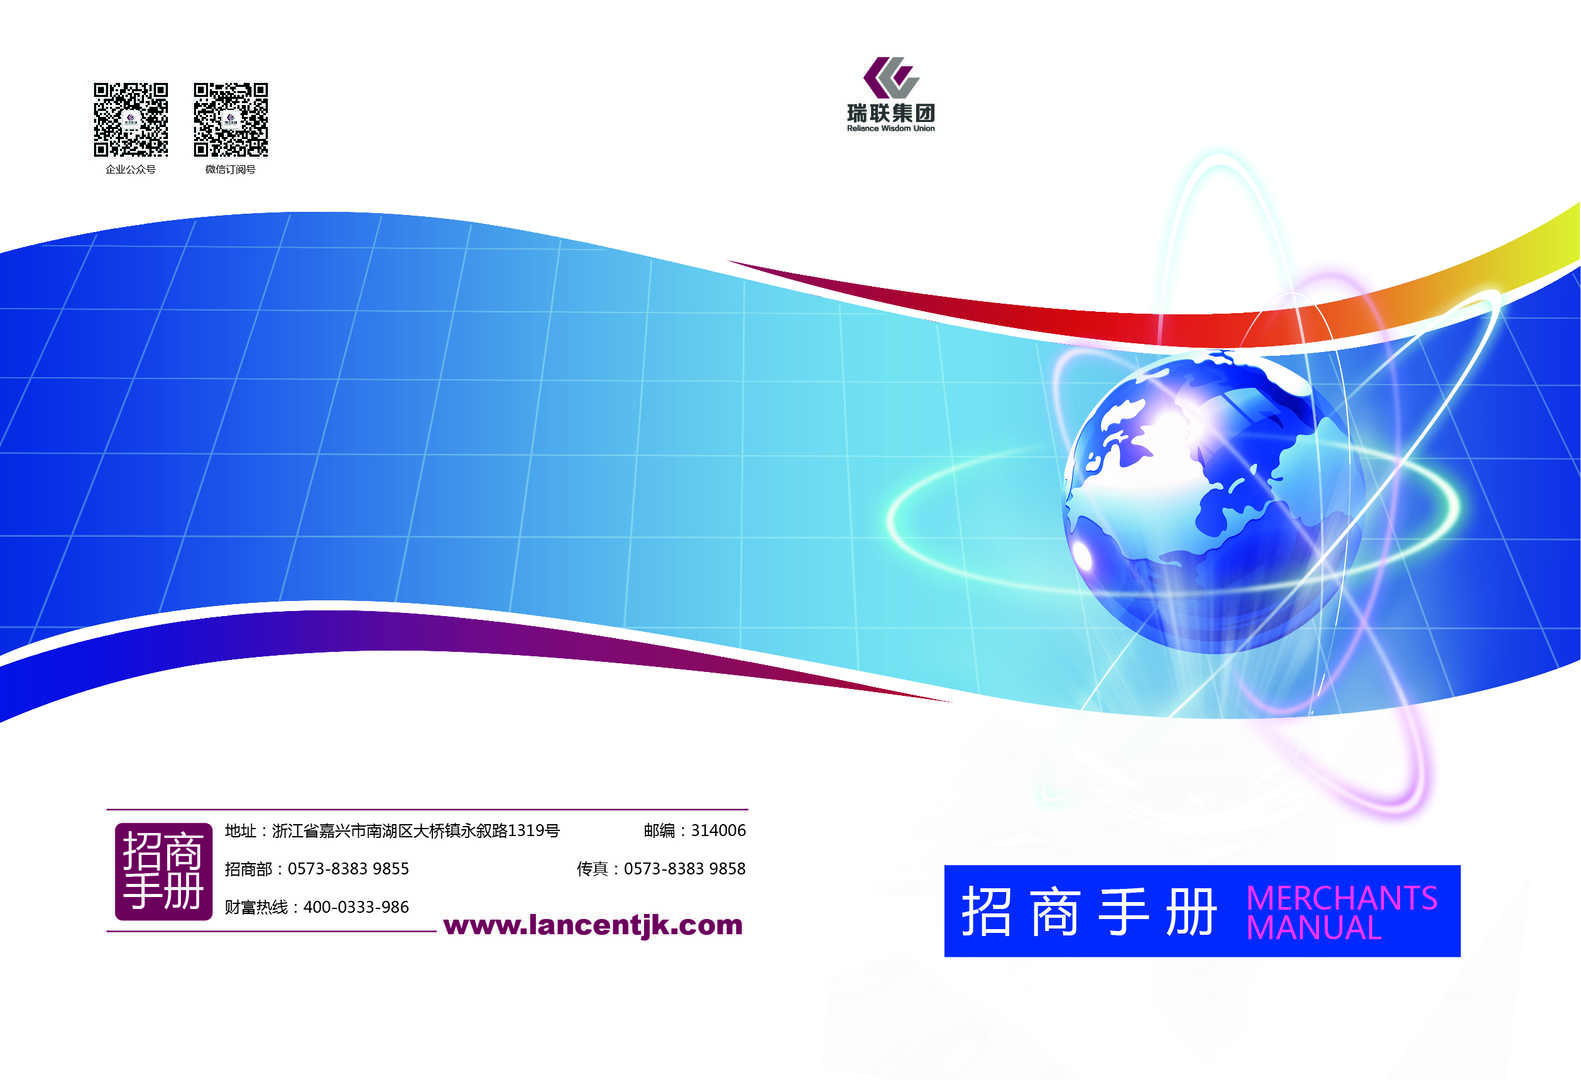 企业公众号
微信订阅号
瑞联集团
Reliance Wisdom Union
招商
手册
地址：浙江省嘉兴市南湖区大桥镇永叙路1319号
邮编：314006
招商部：0573-8383 9855
传真：0573-8383 9858
财富热线：400-0333-986
www.lancentjk.com
招商手册
MERCHANTS
MANUAL